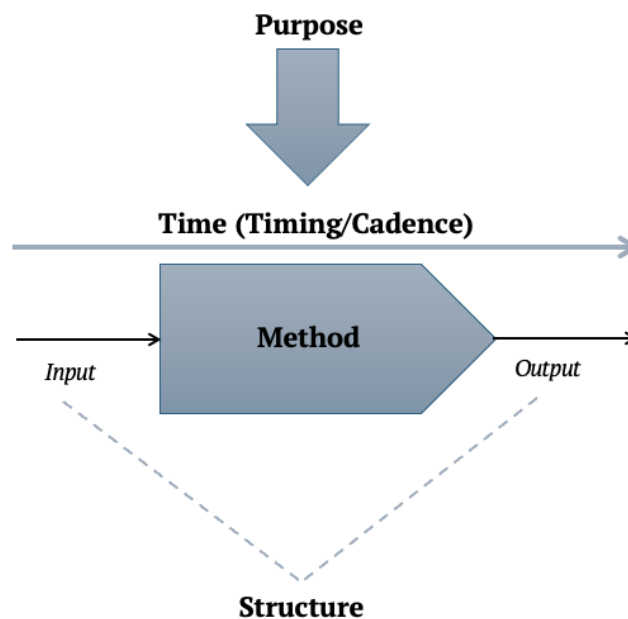 Purpose
Time (Timing/Cadence)
Method
Input
Output
Structure